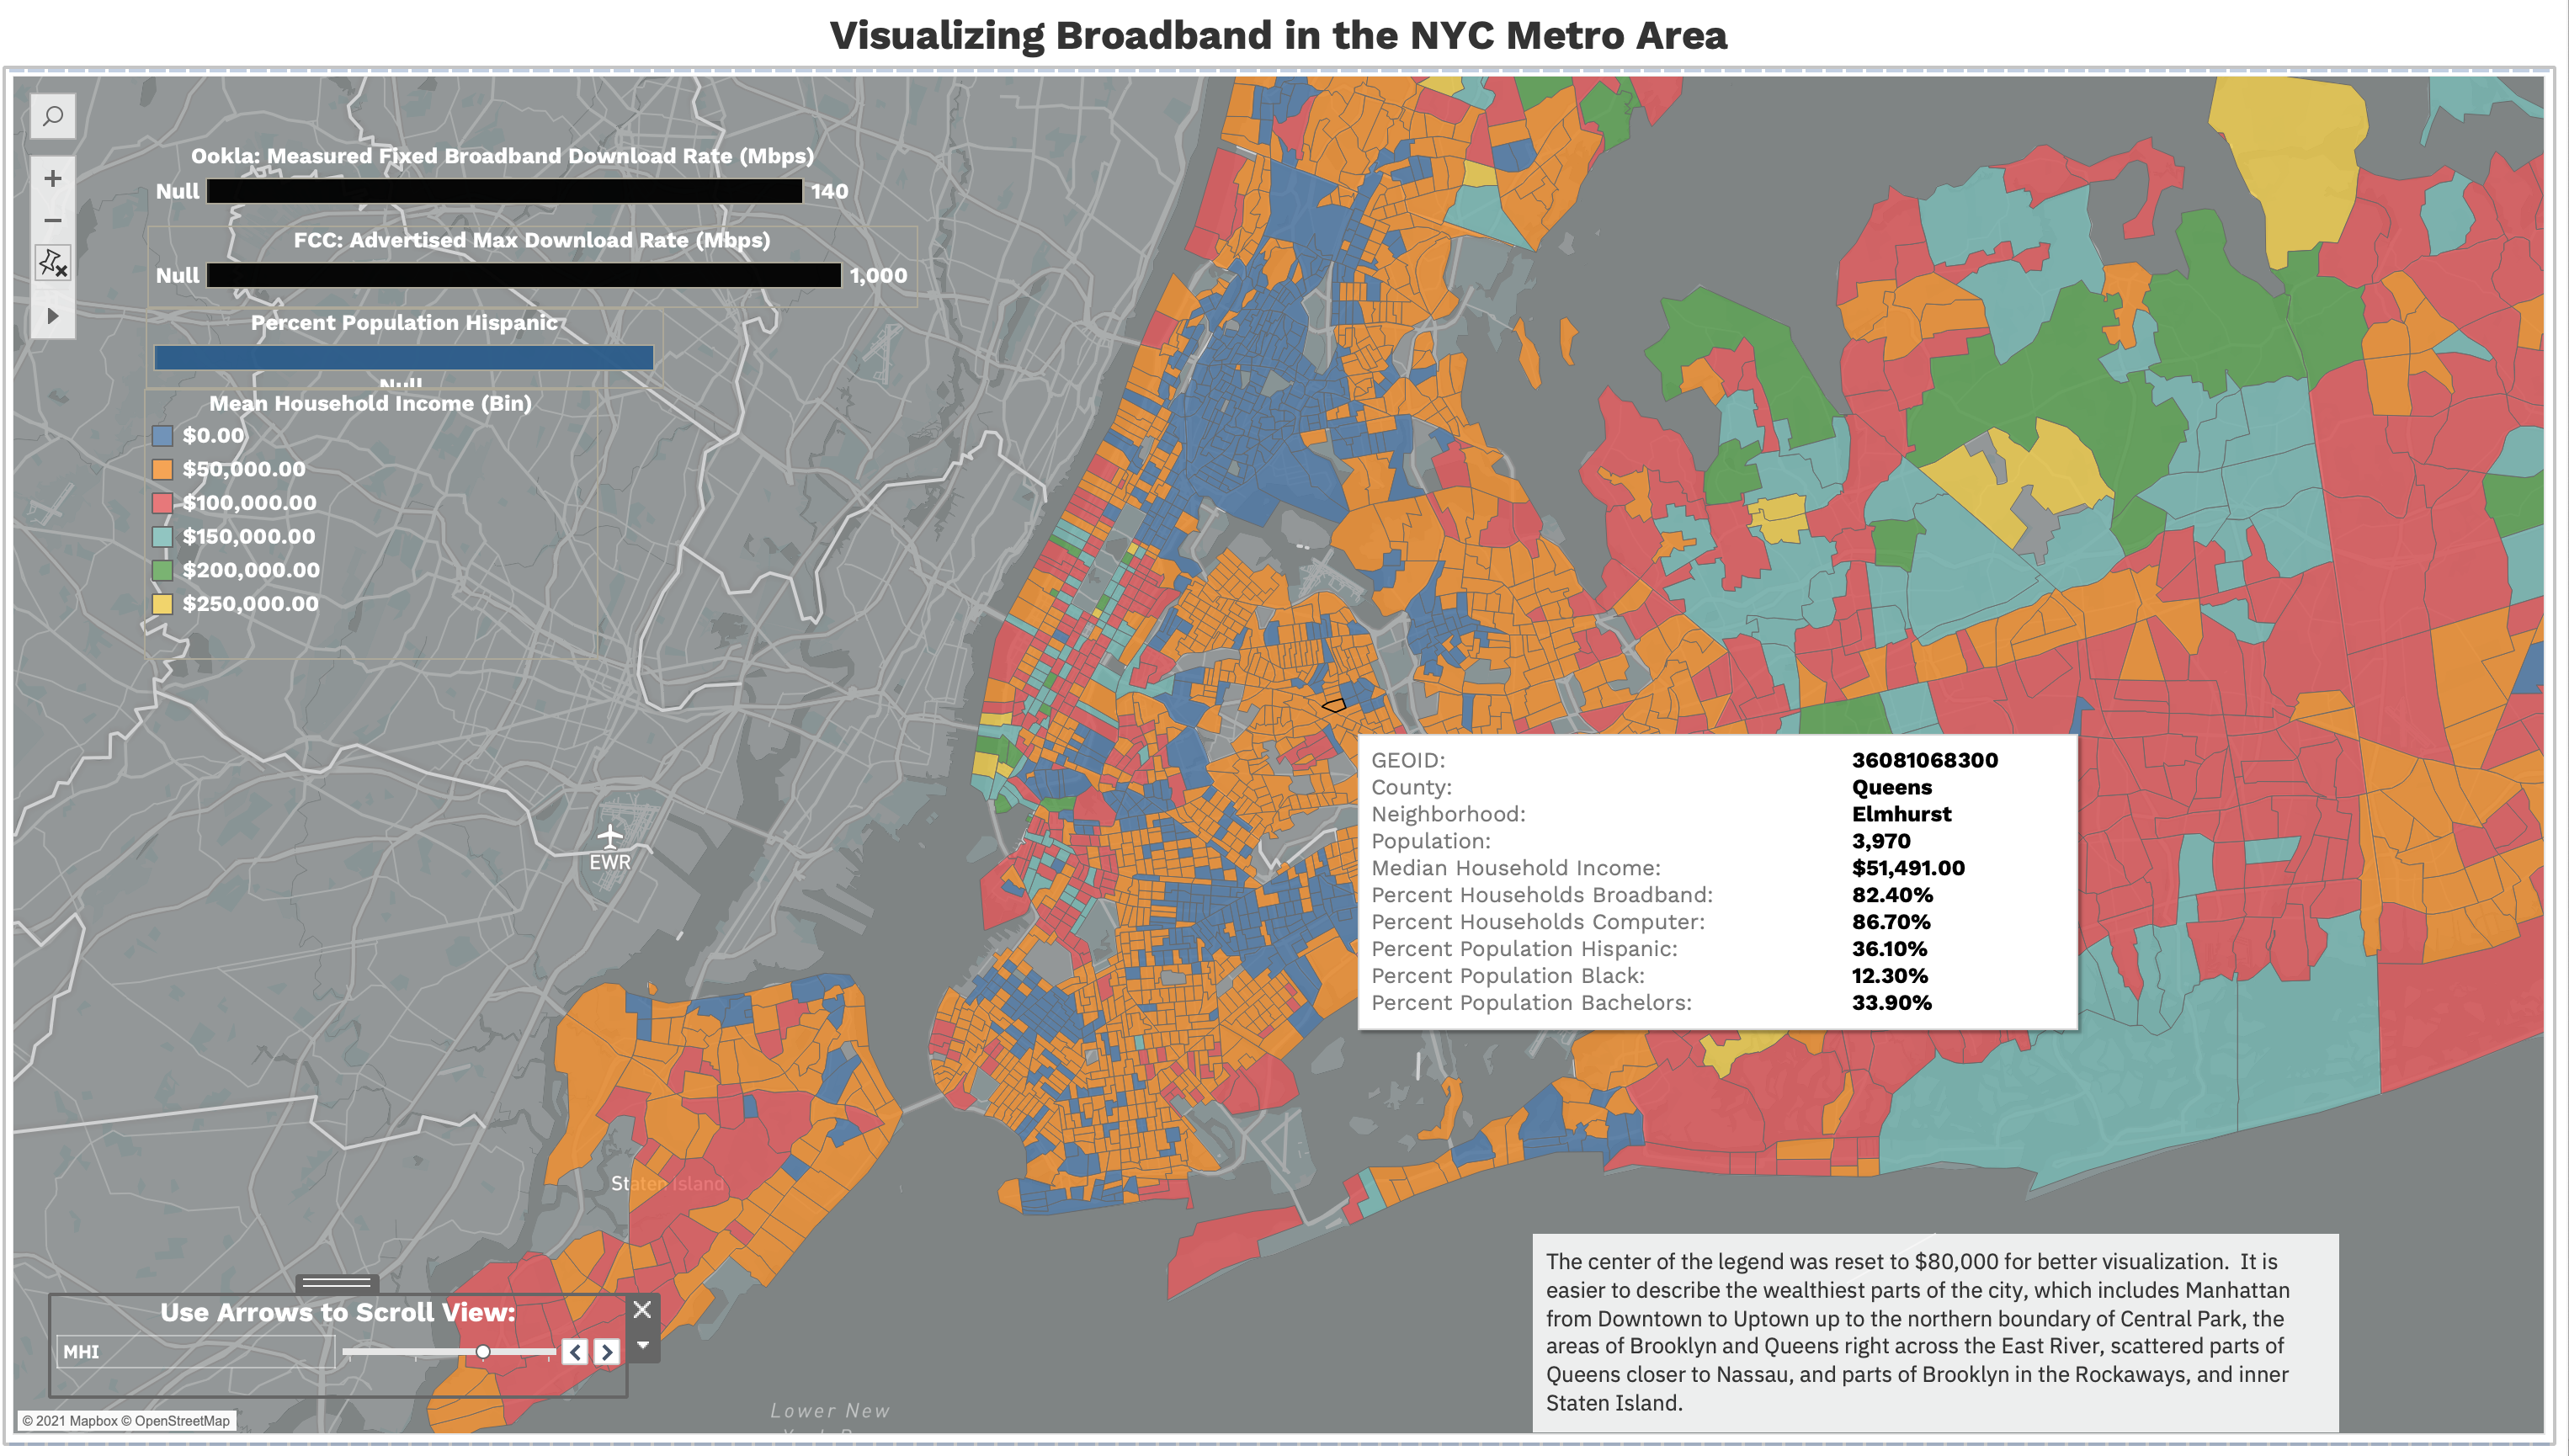 Visualizing Broadband in the NYC Metro Area
Ookla: Measured Fixed Broadband Download Rate (Mbps)
Null 140
FCC: Advertised Max Download Rate (Mbps)
Null 1,000
Percent Population Hispanic
Null
Mean Household Income (Bin)
$0.00
$50,000.00
$100,000.00
$150,000.00
$200,000.00
$250,000.00
GEOID: 36081068300
County: Queens
Neighborhood: Elmhurst
Population: 3,970
Median Household Income: $51,491.00
Percent Households Broadband: 82.40%
Percent Households Computer: 86.70%
Percent Population Hispanic: 36.10%
Percent Population Black: 12.30%
Percent Population Bachelors: 33.90%
EWR
Staten Island
The center of the legend was reset to $80,000 for better visualization. It is
easier to describe the wealthiest parts of the city, which includes Manhattan
from Downtown to Uptown up to the northern boundary of Central Park, the
areas of Brooklyn and Queens right across the East River, scattered parts of
Queens closer to Nassau, and parts of Brooklyn in the Rockaways, and inner
Staten Island.
Use Arrows to Scroll View:
MHI
Lower New
© 2021 Mapbox © OpenStreetMap